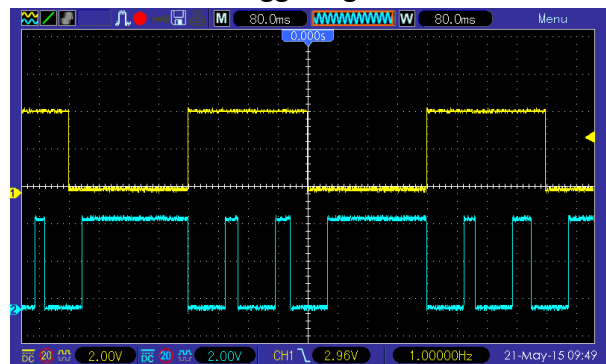 M 80.0ms W 80.0ms Menu
0.000s
1
2
DC 20 2.00V DC 20 2.00V CH1 2.96V 1.00000Hz 21-May-15 09:49